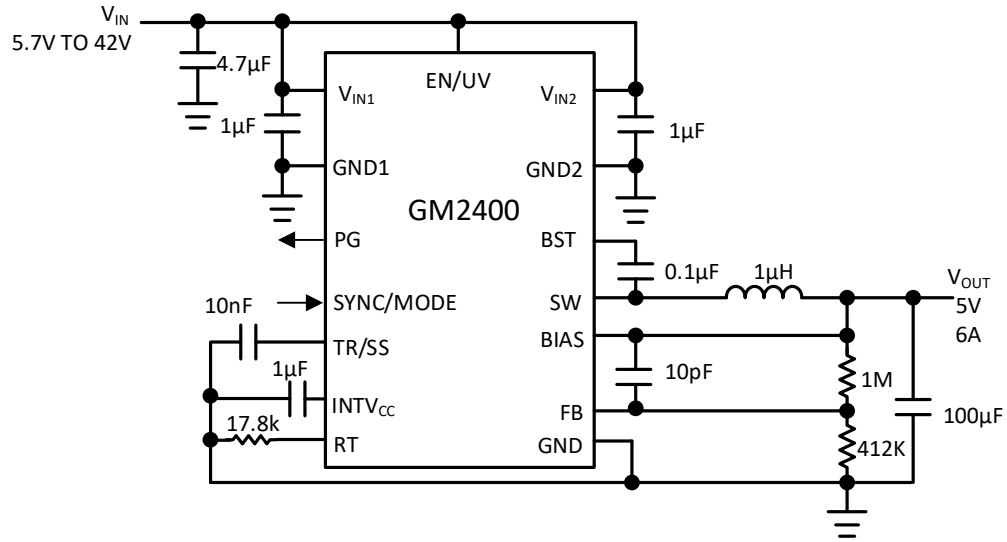 VIN
5.7V TO 42V
4.7µF
EN/UV
VIN1
VIN2
1µF
1µF
GND1
GND2
GM2400
PG
BST
0.1µF
1µH
VOUT
5V
6A
10nF
SYNC/MODE
SW
TR/SS
BIAS
1µF
10pF
1M
INTVCC
FB
100µF
17.8k
RT
GND
412K